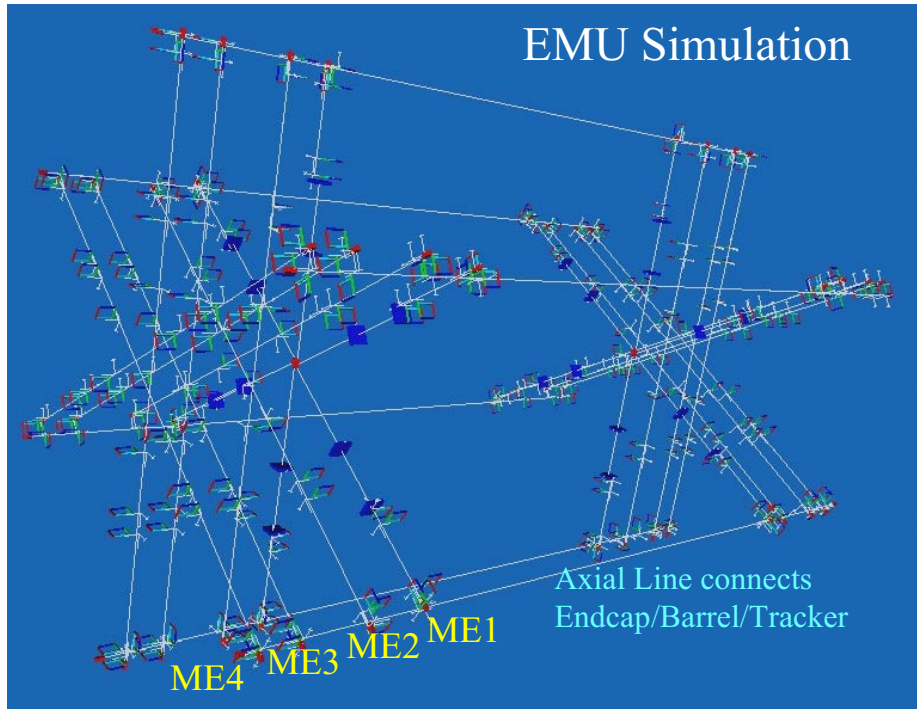 EMU Simulation
Axial Line connects
Endcap/Barrel/Tracker
ME1
ME2
ME3
ME4